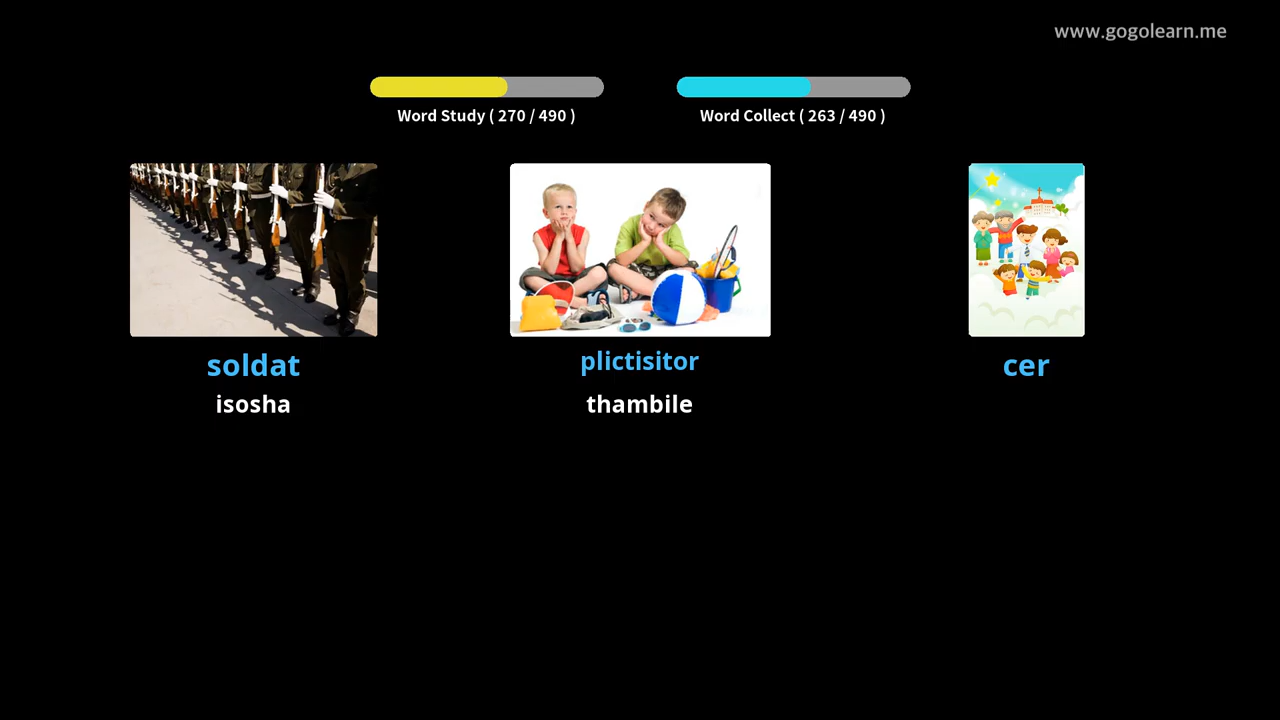 www.gogolearn.me
Word Study ( 270 / 490 )
Word Collect ( 263 / 490 )
soldat
plictisitor
cer
isosha
thambile